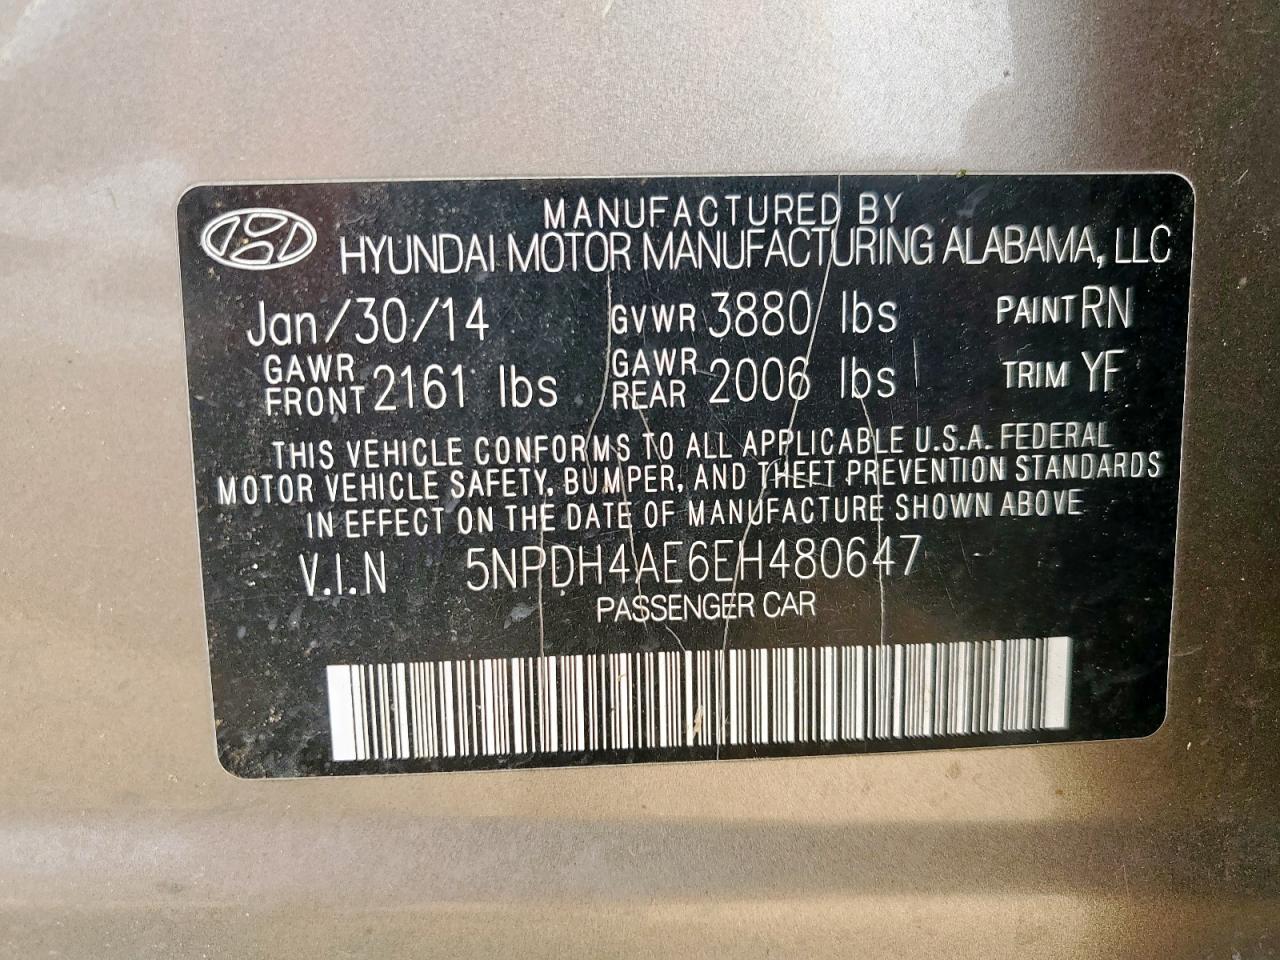 MANUFACTURED BY
HYUNDAI MOTOR MANUFACTURING ALABAMA, LLC
Jan/30/14 GVWR 3880 lbs PAINT RN
GAWR FRONT 2161 lbs GAWR REAR 2006 lbs TRIM YF
THIS VEHICLE CONFORMS TO ALL APPLICABLE U.S.A. FEDERAL
MOTOR VEHICLE SAFETY, BUMPER, AND THEFT PREVENTION STANDARDS
IN EFFECT ON THE DATE OF MANUFACTURE SHOWN ABOVE
V.I.N 5NPDH4AE6EH480647
PASSENGER CAR